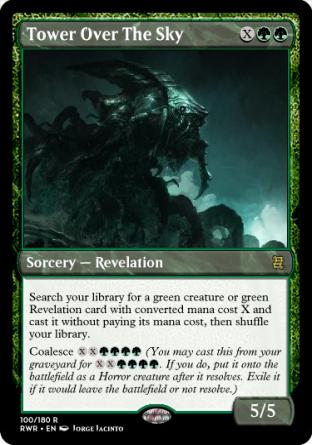 Tower Over The Sky X
Sorcery — Revelation
Search your library for a green creature or green
Revelation card with converted mana cost X and
cast it without paying its mana cost, then shuffle
your library.
Coalesce X X (You may cast this from your
graveyard for X X . If you do, put it onto the
battlefield as a Horror creature after it resolves. Exile it
if it would leave the battlefield or not resolve.)
5/5
100/180 R
RWR • EN Jorge Jacinto